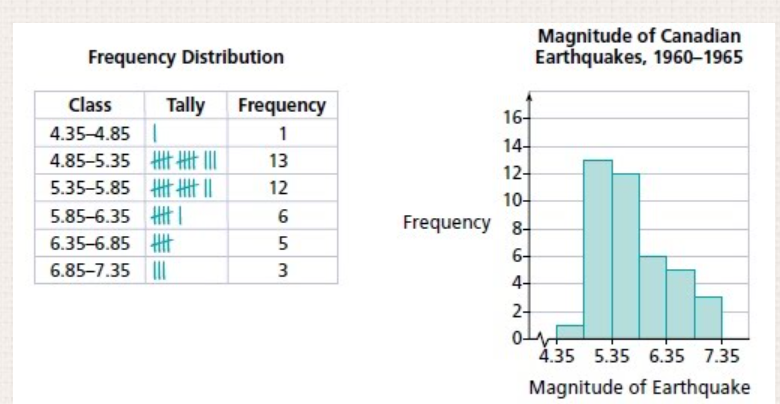 Frequency Distribution
Class Tally Frequency
4.35–4.85 1
4.85–5.35 13
5.35–5.85 12
5.85–6.35 6
6.35–6.85 5
6.85–7.35 3
Magnitude of Canadian
Earthquakes, 1960–1965
Frequency
16
14
12
10
8
6
4
2
0
4.35 5.35 6.35 7.35
Magnitude of Earthquake